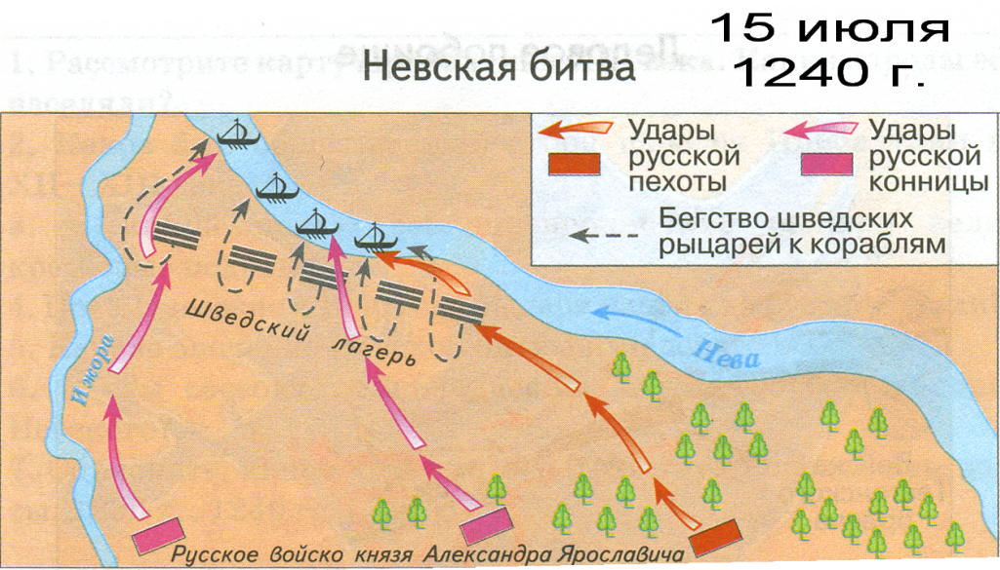 15 июля
1240 г.
Невская битва
Удары
русской
пехоты
Удары
русской
конницы
Бегство шведских
рыцарей к кораблям
Шведский лагерь
Ижора
Нева
Русское войско князя Александра Ярославича